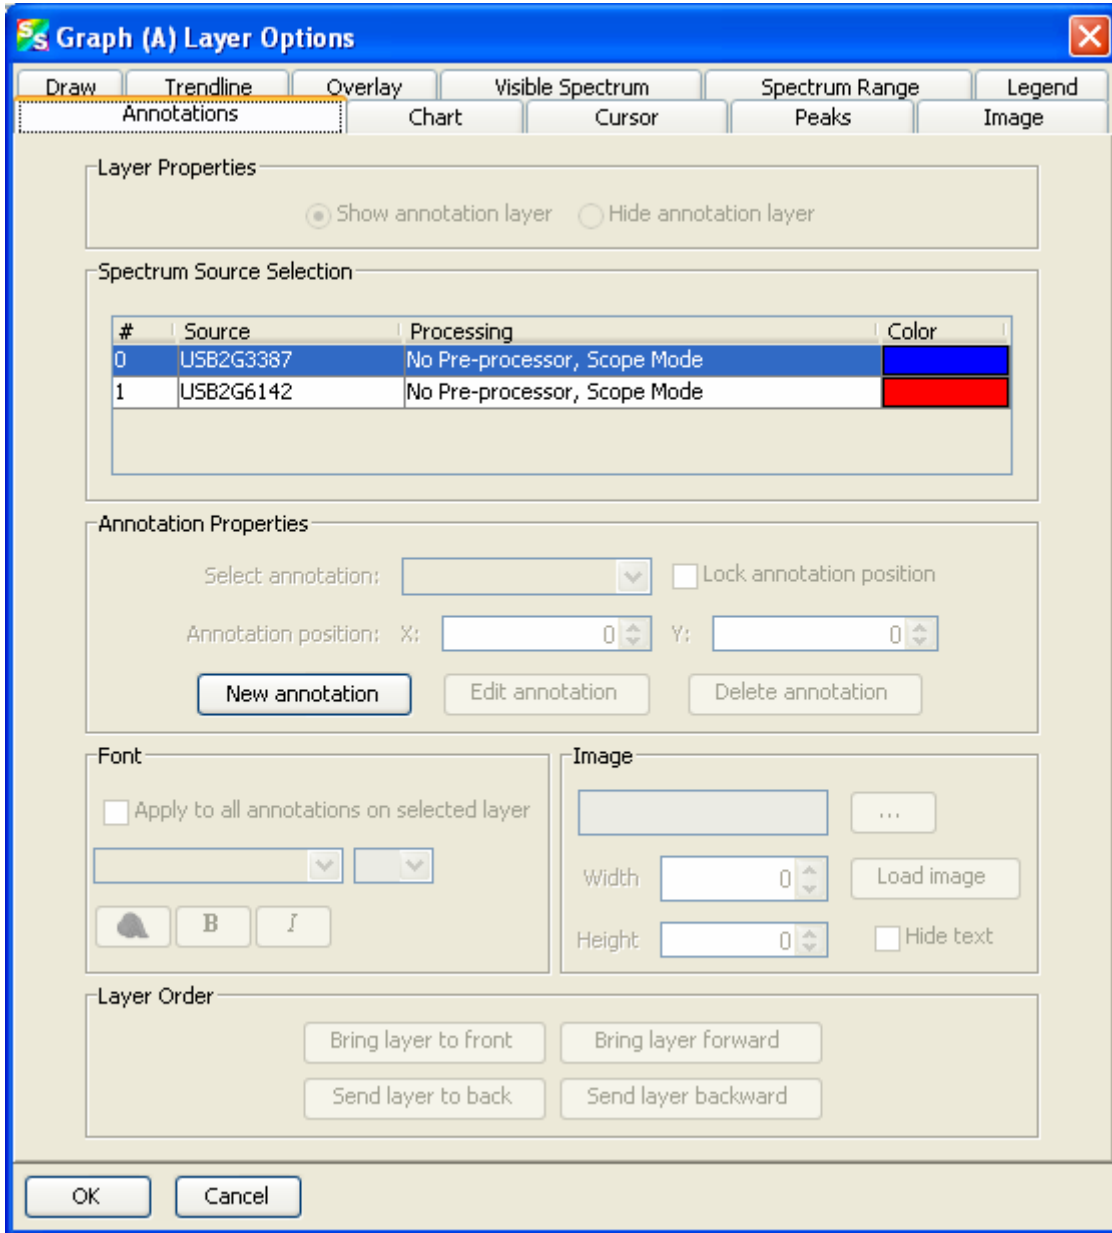 Graph (A) Layer Options
Draw Trendline Overlay Visible Spectrum Spectrum Range Legend
Annotations Chart Cursor Peaks Image
Layer Properties
Show annotation layer Hide annotation layer
Spectrum Source Selection
# Source Processing Color
0 USB2G3387 No Pre-processor, Scope Mode
1 USB2G6142 No Pre-processor, Scope Mode
Annotation Properties
Select annotation: Lock annotation position
Annotation position: X: 0 Y: 0
New annotation Edit annotation Delete annotation
Font
Apply to all annotations on selected layer
B I
Image
...
Width 0 Load image
Height 0 Hide text
Layer Order
Bring layer to front Bring layer forward
Send layer to back Send layer backward
OK Cancel